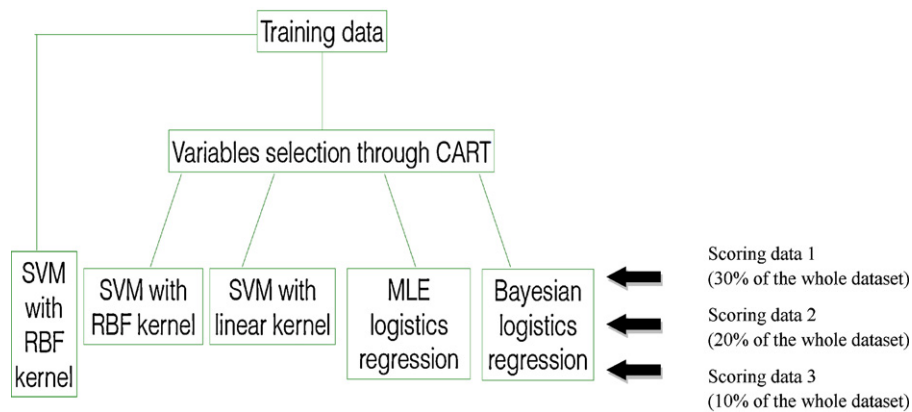 Training data
Variables selection through CART
SVM
with
RBF
kernel
SVM with
RBF kernel
SVM with
linear kernel
MLE
logistics
regression
Bayesian
logistics
regression
Scoring data 1
(30% of the whole dataset)
Scoring data 2
(20% of the whole dataset)
Scoring data 3
(10% of the whole dataset)